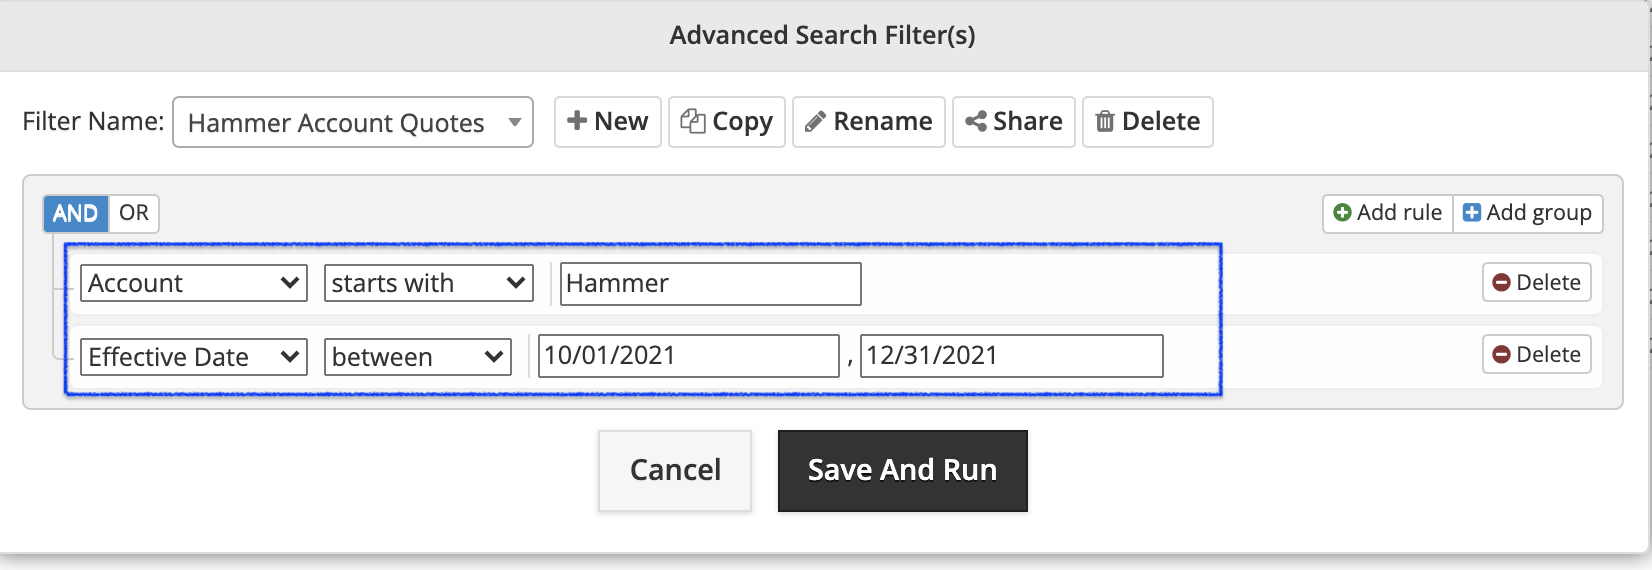 Advanced Search Filter(s)
Filter Name: Hammer Account Quotes New Copy Rename Share Delete
AND OR Add rule Add group
Account starts with Hammer Delete
Effective Date between 10/01/2021 , 12/31/2021 Delete
Cancel Save And Run